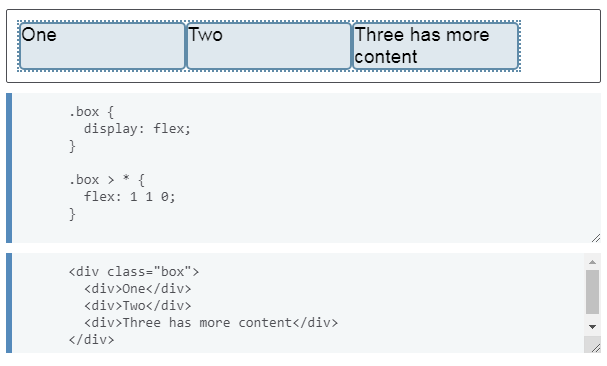 One Two Three has more
content
.box {
  display: flex;
}
.box > * {
  flex: 1 1 0;
}
<div class="box">
  <div>One</div>
  <div>Two</div>
  <div>Three has more content</div>
</div>